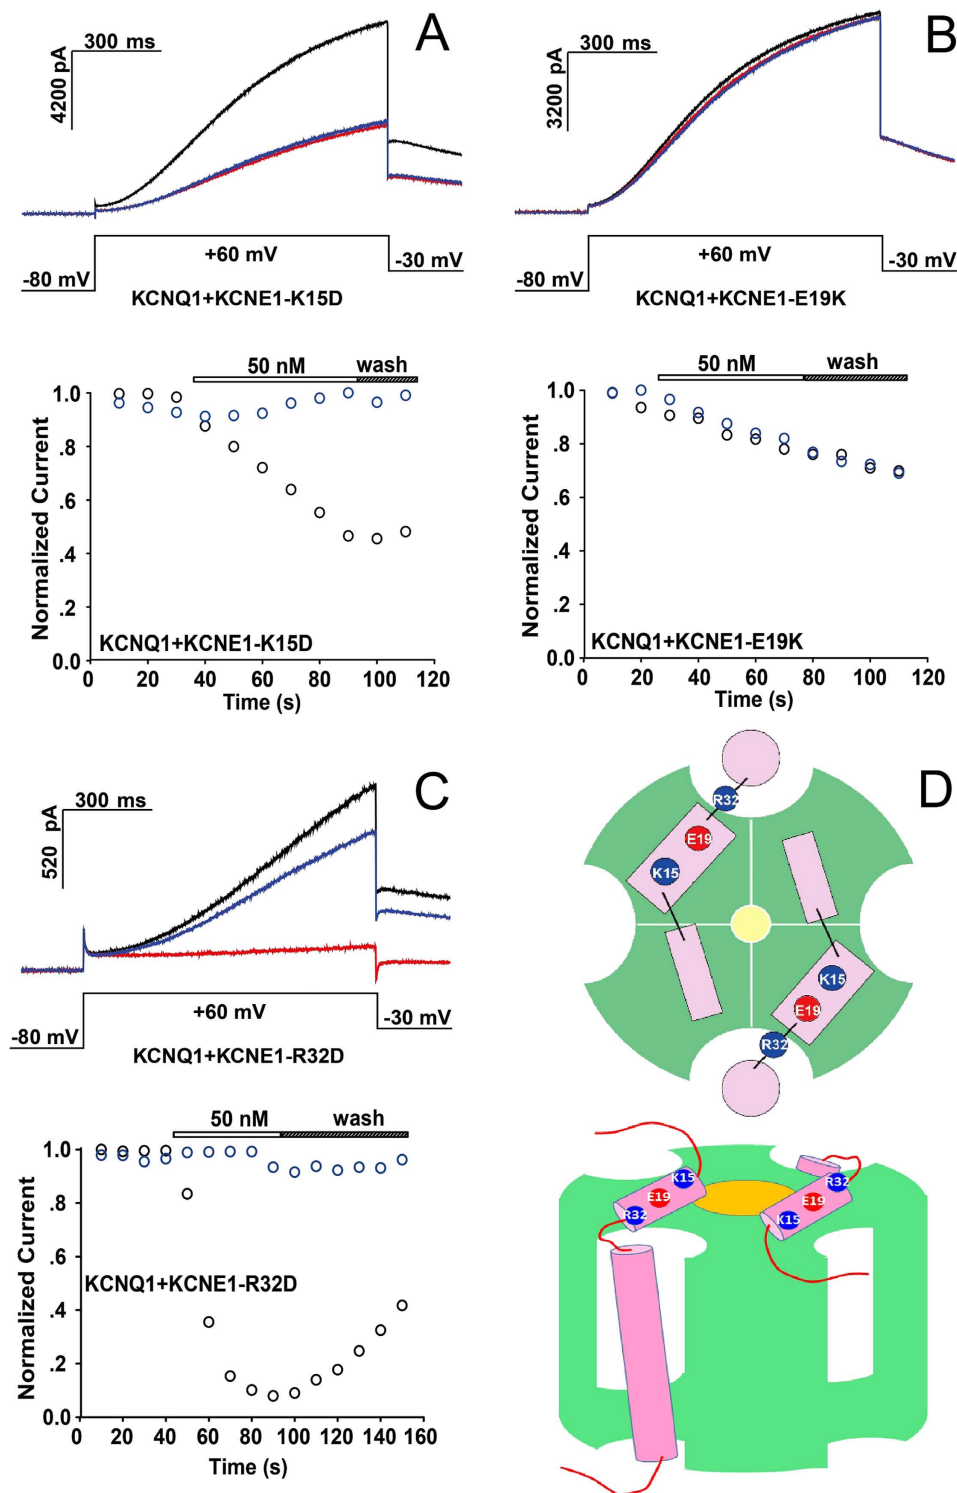 A
300 ms
4200 pA
+60 mV
-80 mV
-30 mV
KCNQ1+KCNE1-K15D
50 nM
wash
1.0
.8
.6
.4
.2
0.0
Normalized Current
KCNQ1+KCNE1-K15D
0 20 40 60 80 100 120
Time (s)
B
300 ms
3200 pA
+60 mV
-80 mV
-30 mV
KCNQ1+KCNE1-E19K
50 nM
wash
1.0
.8
.6
.4
.2
0.0
Normalized Current
KCNQ1+KCNE1-E19K
0 20 40 60 80 100 120
Time (s)
C
300 ms
520 pA
+60 mV
-80 mV
-30 mV
KCNQ1+KCNE1-R32D
50 nM
wash
1.0
.8
.6
.4
.2
0
Normalized Current
KCNQ1+KCNE1-R32D
0 20 40 60 80 100 120 140 160
Time (s)
D
R32
E19
K15
K15
E19
R32
K15
E19
R32
R32
E19
K15